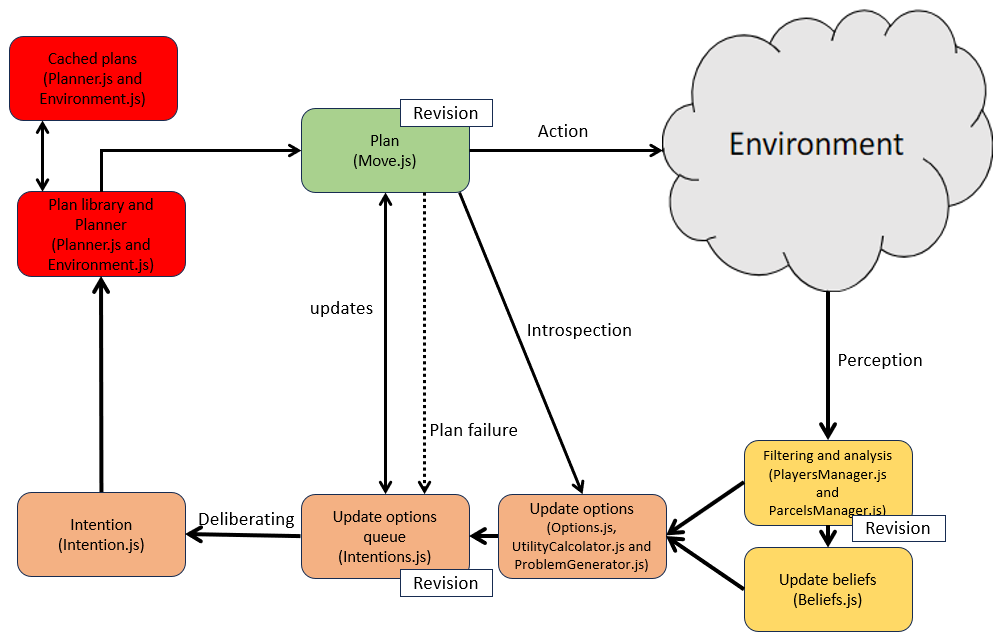 Cached plans
(Planner.js and
Environment.js)
Revision
Plan
(Move.js)
Action
Environment
Plan library and
Planner
(Planner.js and
Environment.js)
updates
Introspection
Perception
Plan failure
Filtering and analysis
(PlayersManager.js
and
ParcelsManager.js)
Revision
Intention
(Intention.js)
Deliberating
Update options
queue
(Intentions.js)
Revision
Update options
(Options.js,
UtilityCalcolator.js and
ProblemGenerator.js)
Update beliefs
(Beliefs.js)